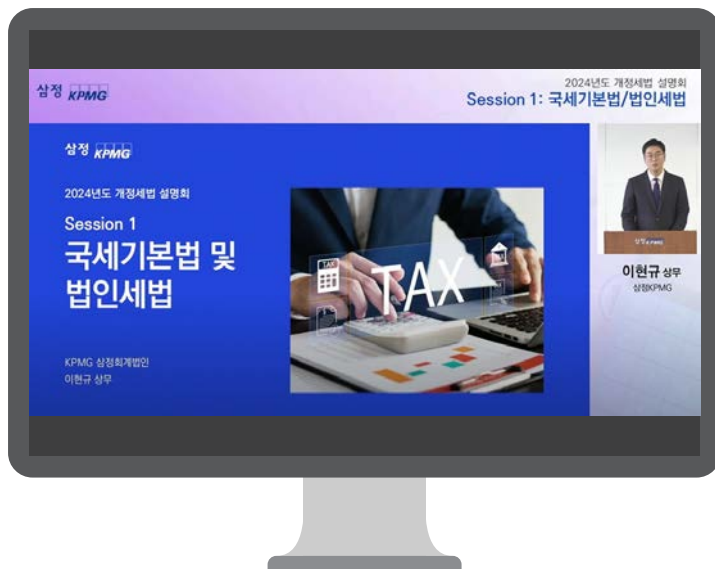 삼정 KPMG
2024년도 개정세법 설명회
Session 1: 국세기본법/법인세법
삼정 KPMG
2024년도 개정세법 설명회
Session 1
국세기본법 및
법인세법
KPMG 삼정회계법인
이현규 상무
TAX
TAX
삼정 KPMG
이현규 상무
삼정KPMG